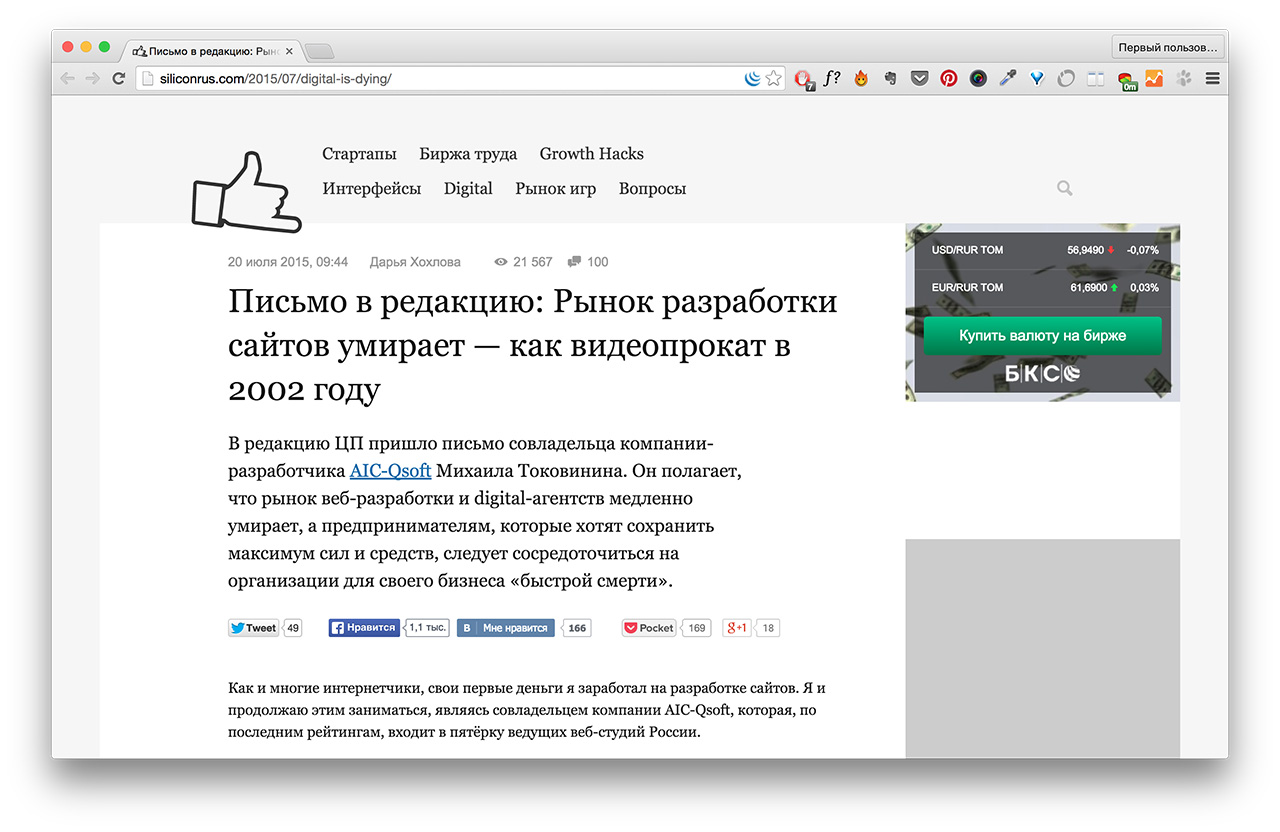 Письмо в редакцию: Рын
Первый пользов...
siliconrus.com/2015/07/digital-is-dying/
7
f?
0m
Стартапы Биржа труда Growth Hacks
Интерфейсы Digital Рынок игр Вопросы
20 июля 2015, 09:44 Дарья Хохлова 21 567 100
Письмо в редакцию: Рынок разработки
сайтов умирает — как видеопрокат в
2002 году
В редакцию ЦП пришло письмо совладельца компании-
разработчика AIC-Qsoft Михаила Токовинина. Он полагает,
что рынок веб-разработки и digital-агентств медленно
умирает, а предпринимателям, которые хотят сохранить
максимум сил и средств, следует сосредоточиться на
организации для своего бизнеса «быстрой смерти».
Tweet 49 Нравится 1,1 тыс. В Мне нравится 166 Pocket 169 g+1 18
Как и многие интернетчики, свои первые деньги я заработал на разработке сайтов. Я и
продолжаю этим заниматься, являясь совладельцем компании AIC-Qsoft, которая, по
последним рейтингам, входит в пятёрку ведущих веб-студий России.
USD/RUR TOM 56,9490 -0,07%
EUR/RUR TOM 61,6900 0,03%
Купить валюту на бирже
БКС